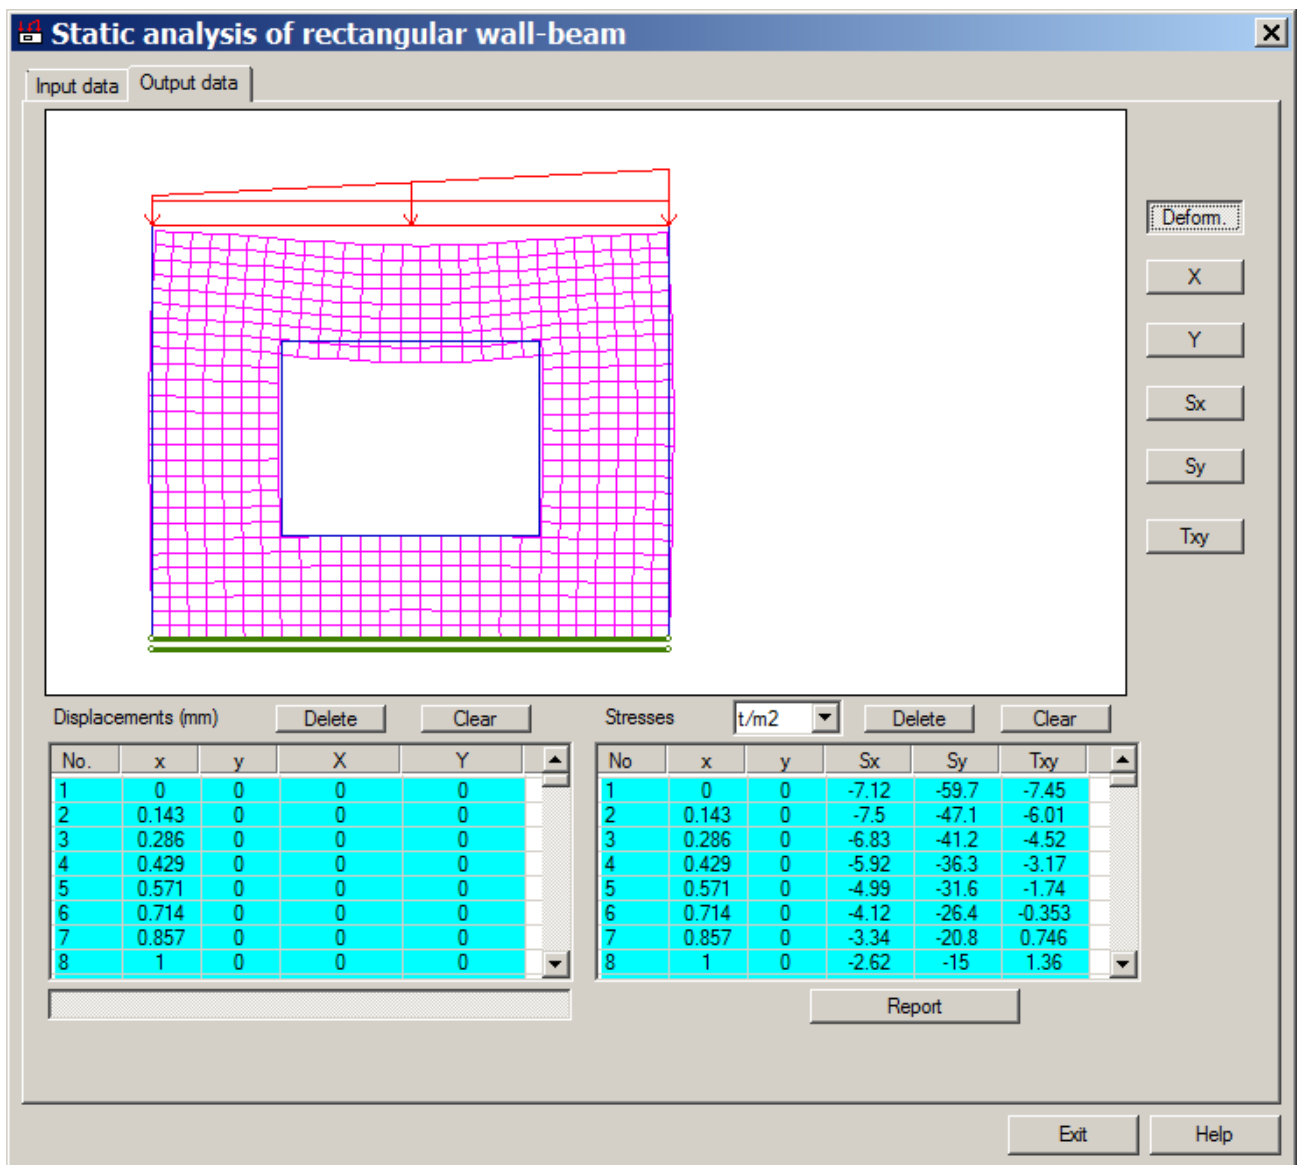 Static analysis of rectangular wall-beam
Input data Output data
Deform.
X
Y
Sx
Sy
Txy
Displacements (mm) Delete Clear Stresses t/m2 Delete Clear
No. x y X Y No x y Sx Sy Txy
1 0 0 0 0 1 0 0 -7.12 -59.7 -7.45
2 0.143 0 0 0 2 0.143 0 -7.5 -47.1 -6.01
3 0.286 0 0 0 3 0.286 0 -6.83 -41.2 -4.52
4 0.429 0 0 0 4 0.429 0 -5.92 -36.3 -3.17
5 0.571 0 0 0 5 0.571 0 -4.99 -31.6 -1.74
6 0.714 0 0 0 6 0.714 0 -4.12 -26.4 -0.353
7 0.857 0 0 0 7 0.857 0 -3.34 -20.8 0.746
8 1 0 0 0 8 1 0 -2.62 -15 1.36
Report
Exit Help